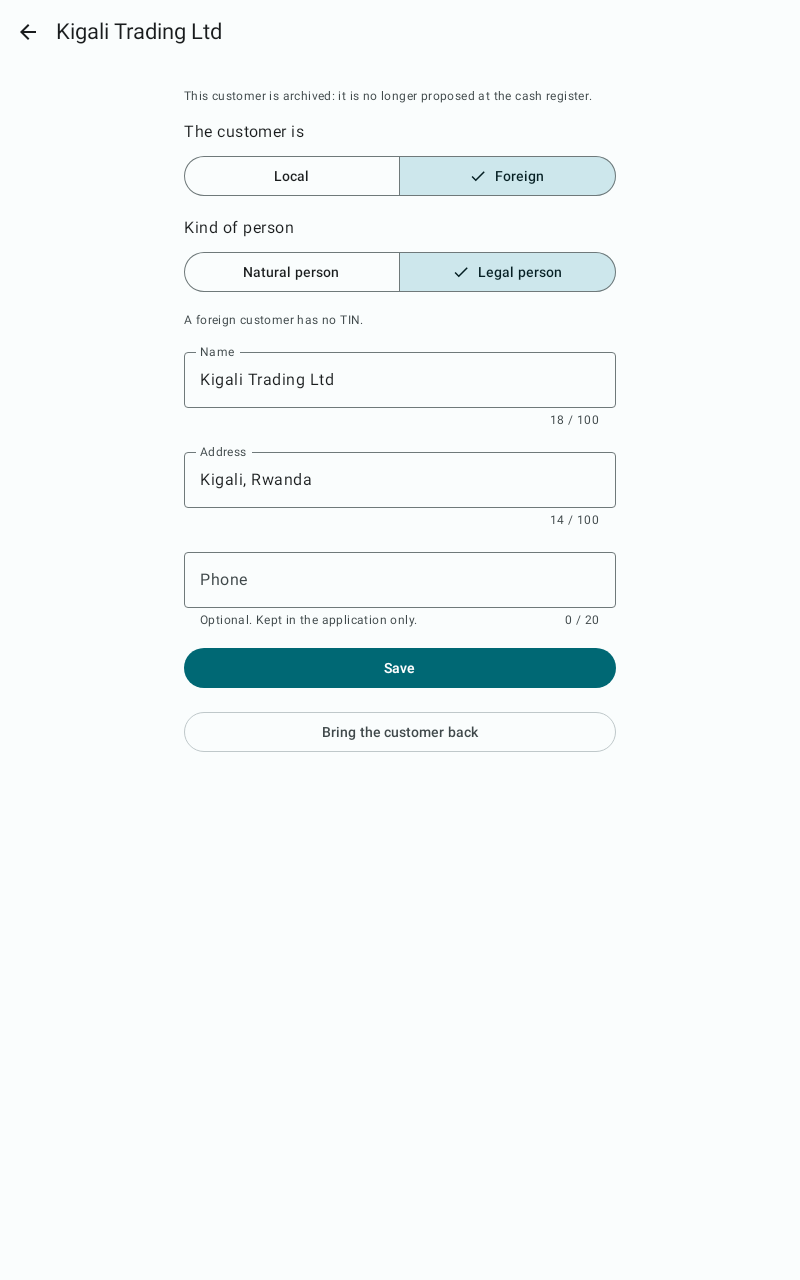 Kigali Trading Ltd
This customer is archived: it is no longer proposed at the cash register.
The customer is
Local
Foreign
Kind of person
Natural person
Legal person
A foreign customer has no TIN.
Name
Kigali Trading Ltd
18 / 100
Address
Kigali, Rwanda
14 / 100
Phone
Optional. Kept in the application only.
0 / 20
Save
Bring the customer back